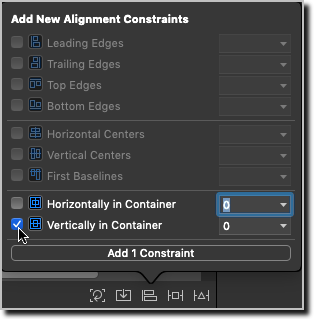 Add New Alignment Constraints
Leading Edges
Trailing Edges
Top Edges
Bottom Edges
Horizontal Centers
Vertical Centers
First Baselines
Horizontally in Container 0
Vertically in Container 0
Add 1 Constraint